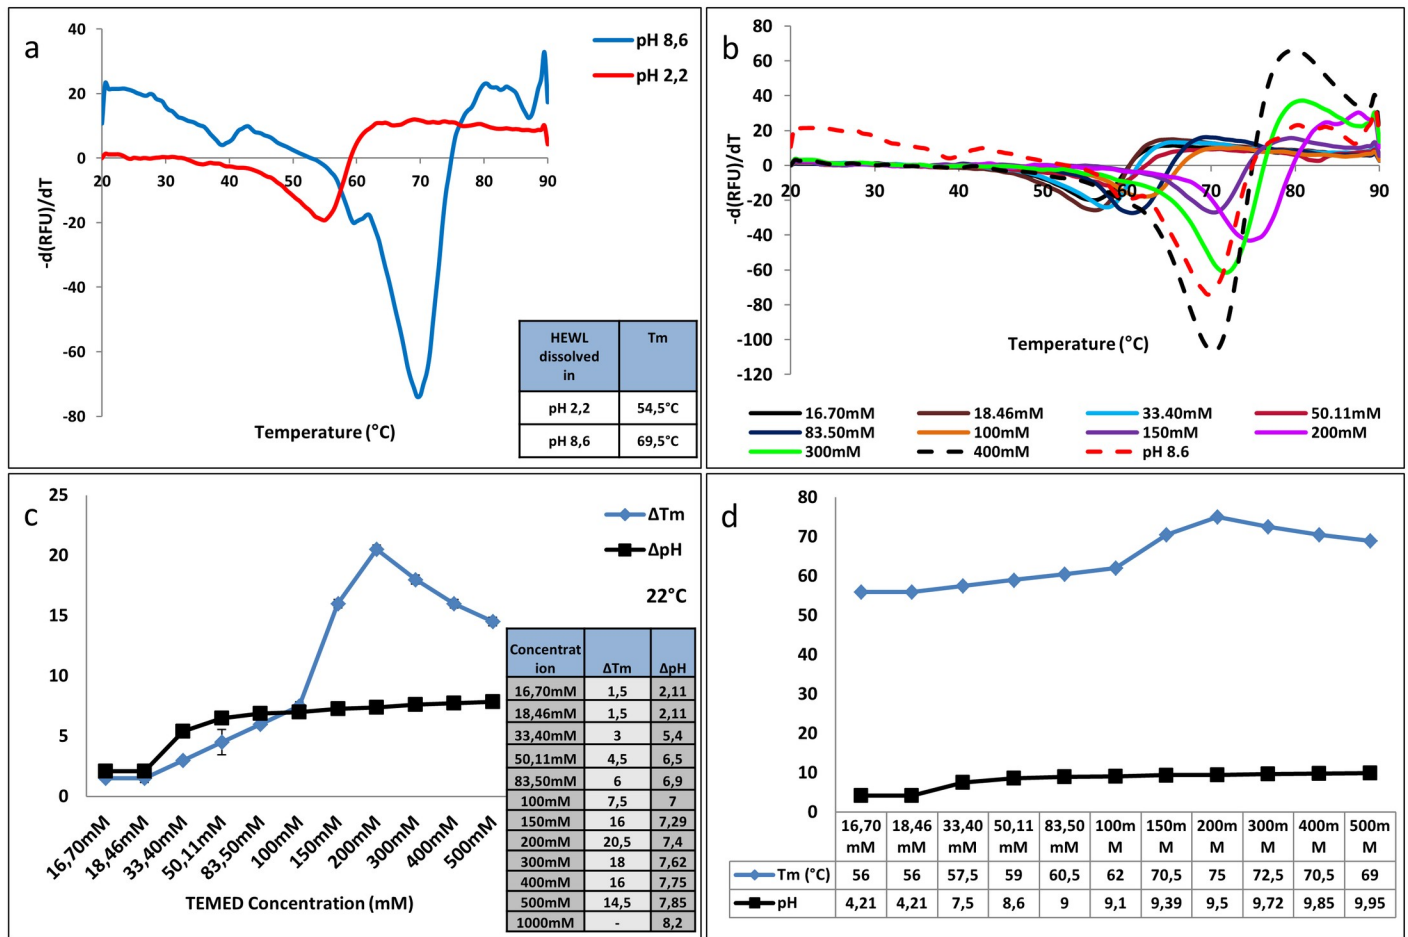 a
pH 8,6
pH 2,2
40
20
0
-20
-40
-60
-80
20 30 40 50 60 70 80 90
-d(RFU)/dT
Temperature (°C)
HEWL dissolved in Tm
pH 2,2 54,5°C
pH 8,6 69,5°C
b
80
60
40
20
0
-20
-40
-60
-80
-100
-120
20 30 40 50 60 70 80 90
-d(RFU)/dT
Temperature (°C)
16.70mM 18.46mM 33.40mM 50.11mM
83.50mM 100mM 150mM 200mM
300mM 400mM pH 8.6
c
25
20
15
10
5
0
ΔTm
ΔpH
22°C
16,70mM 18,46mM 33,40mM 50,11mM 83,50mM 100mM 150mM 200mM 300mM 400mM 500mM
TEMED Concentration (mM)
Concentrat
ion ΔTm ΔpH
16,70mM 1,5 2,11
18,46mM 1,5 2,11
33,40mM 3 5,4
50,11mM 4,5 6,5
83,50mM 6 6,9
100mM 7,5 7
150mM 16 7,29
200mM 20,5 7,4
300mM 18 7,62
400mM 16 7,75
500mM 14,5 7,85
1000mM - 8,2
d
80
70
60
50
40
30
20
10
0
16,70 18,46 33,40 50,11 83,50 100m 150m 200m 300m 400m 500m
mM mM mM mM mM M M M M M M
Tm (°C) 56 56 57,5 59 60,5 62 70,5 75 72,5 70,5 69
pH 4,21 4,21 7,5 8,6 9 9,1 9,39 9,5 9,72 9,85 9,95